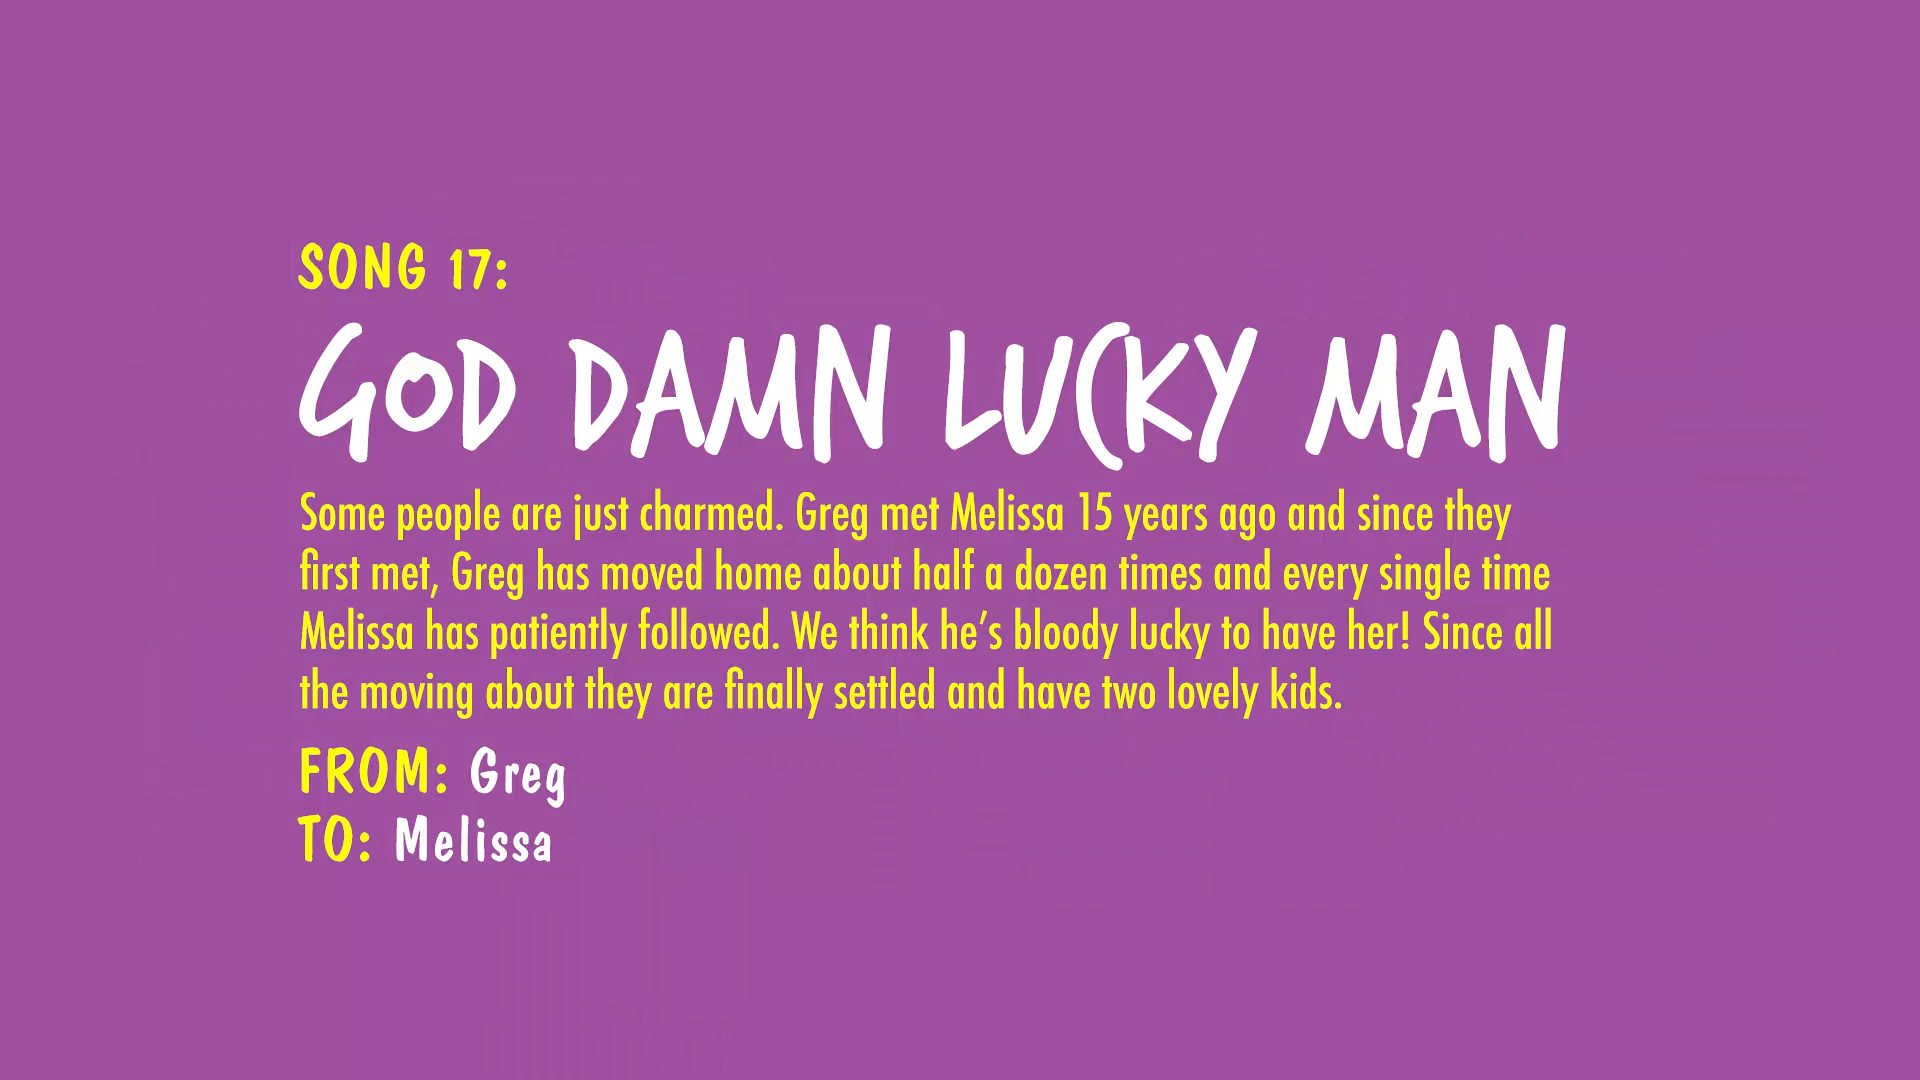 SONG 17:
GOD DAMN LUCKY MAN
Some people are just charmed. Greg met Melissa 15 years ago and since they
first met, Greg has moved home about half a dozen times and every single time
Melissa has patiently followed. We think he’s bloody lucky to have her! Since all
the moving about they are finally settled and have two lovely kids.
FROM: Greg
TO: Melissa